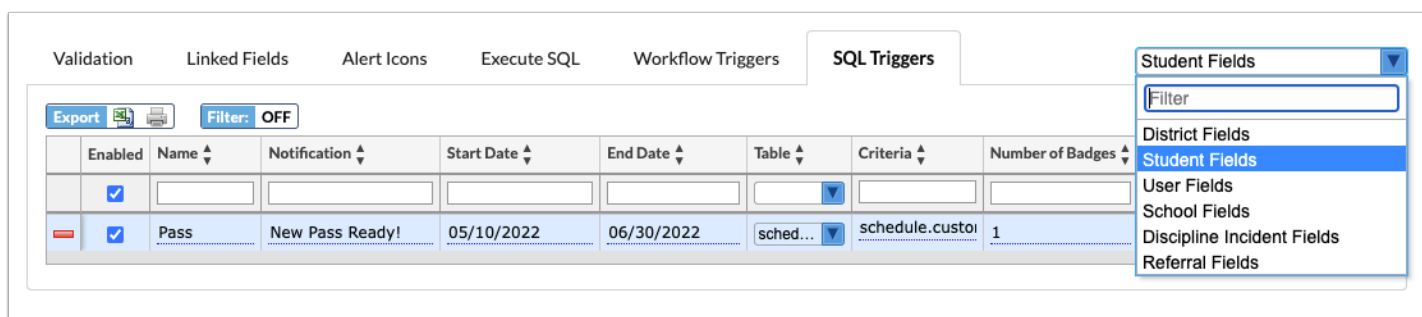 Validation Linked Fields Alert Icons Execute SQL Workflow Triggers SQL Triggers Student Fields
Filter
Export Filter: OFF
District Fields
Enabled Name Notification Start Date End Date Table Criteria Number of Badges
Student Fields
User Fields
School Fields
Pass New Pass Ready! 05/10/2022 06/30/2022 sched... schedule.custo 1
Discipline Incident Fields
Referral Fields